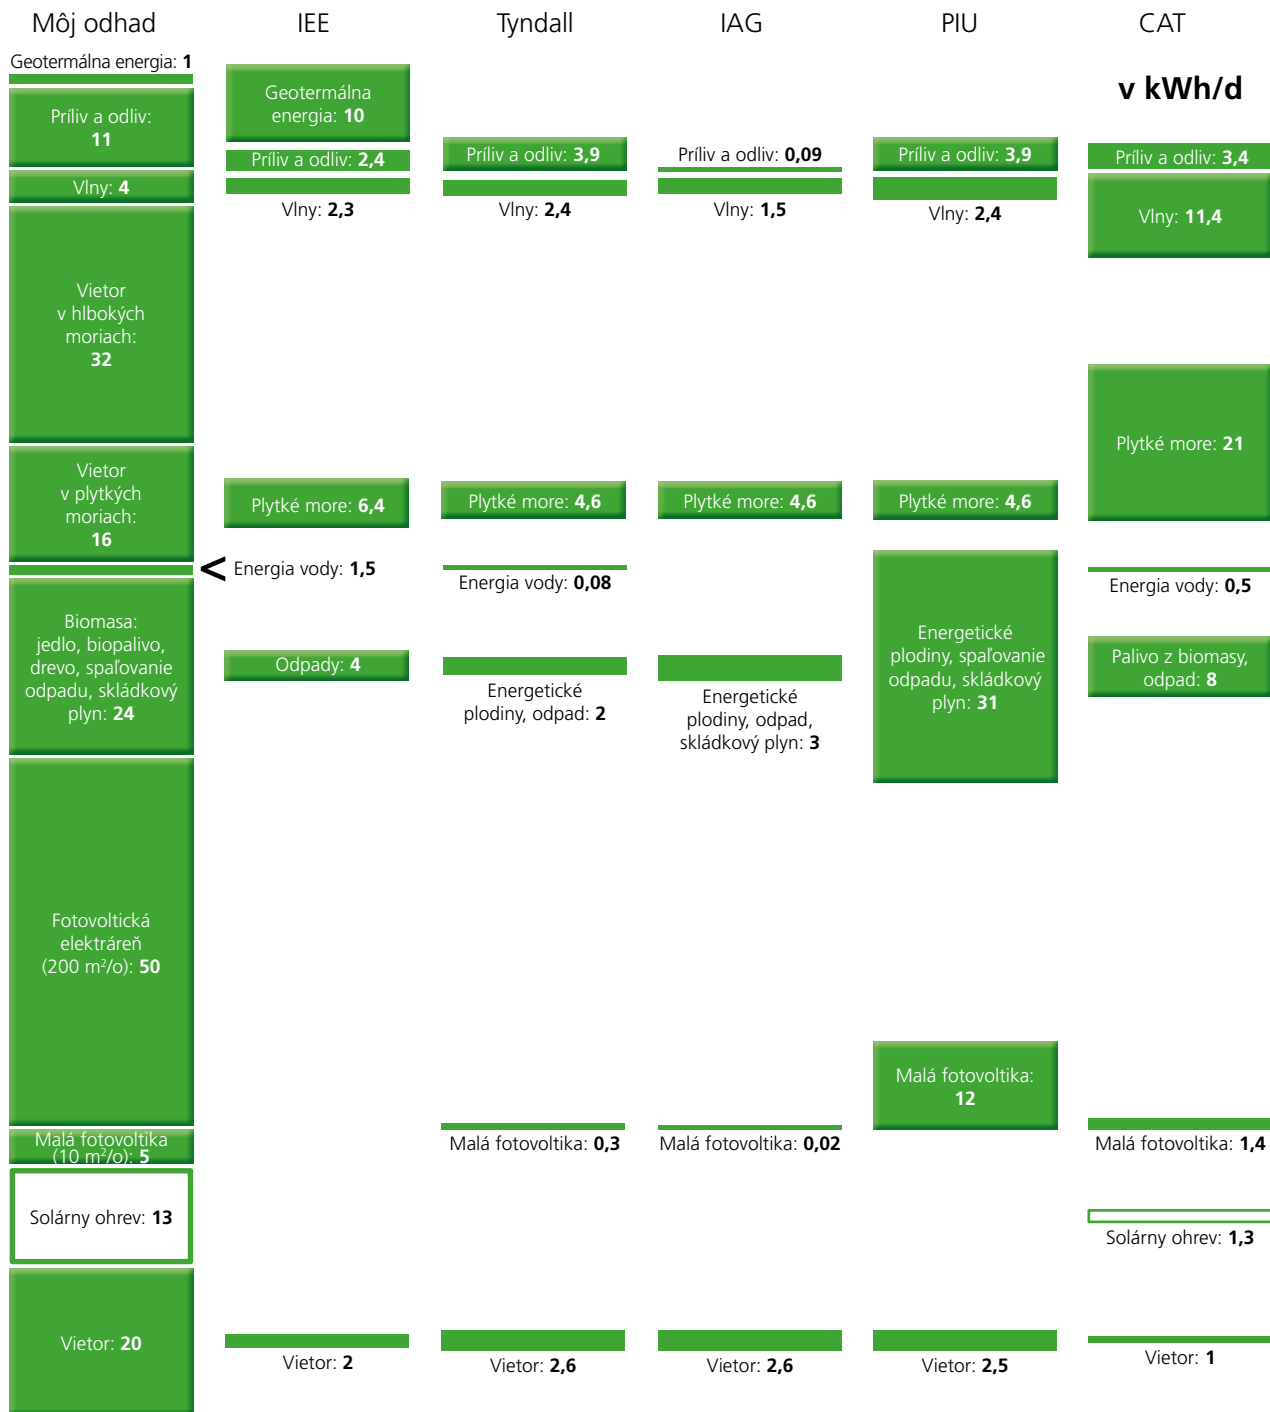 Môj odhad
IEE
Tyndall
IAG
PIU
CAT
v kWh/d
Geotermálna energia: 1
Príliv a odliv:
11
Vlny: 4
Vietor
v hlbokých
moriach:
32
Vietor
v plytkých
moriach:
16
Biomasa:
jedlo, biopalivo,
drevo, spaľovanie
odpadu, skládkový
plyn: 24
Fotovoltická
elektráreň
(200 m²/o): 50
Malá fotovoltika
(10 m²/o): 5
Solárny ohrev: 13
Vietor: 20
Geotermálna
energia: 10
Príliv a odliv: 2,4
Vlny: 2,3
Plytké more: 6,4
< Energia vody: 1,5
Odpady: 4
Vietor: 2
Príliv a odliv: 3,9
Vlny: 2,4
Plytké more: 4,6
Energia vody: 0,08
Energetické
plodiny, odpad: 2
Malá fotovoltika: 0,3
Vietor: 2,6
Príliv a odliv: 0,09
Vlny: 1,5
Plytké more: 4,6
Energetické
plodiny, odpad,
skládkový plyn: 3
Malá fotovoltika: 0,02
Vietor: 2,6
Príliv a odliv: 3,9
Vlny: 2,4
Plytké more: 4,6
Energetické
plodiny, spaľovanie
odpadu, skládkový
plyn: 31
Malá fotovoltika:
12
Vietor: 2,5
Príliv a odliv: 3,4
Vlny: 11,4
Plytké more: 21
Energia vody: 0,5
Palivo z biomasy,
odpad: 8
Malá fotovoltika: 1,4
Solárny ohrev: 1,3
Vietor: 1